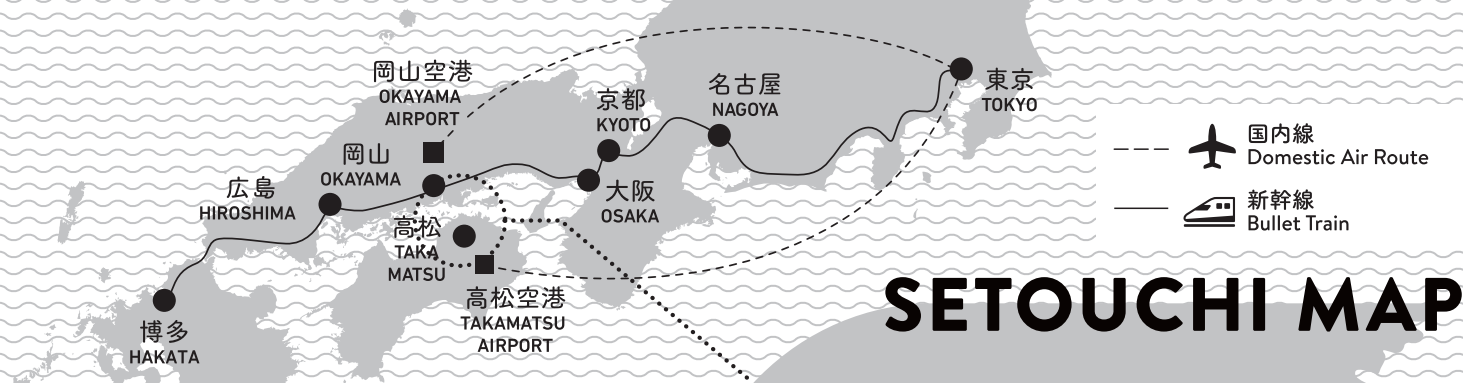 岡山空港
OKAYAMA
AIRPORT
京都
KYOTO
名古屋
NAGOYA
東京
TOKYO
岡山
OKAYAMA
広島
HIROSHIMA
大阪
OSAKA
高松
TAKA
MATSU
高松空港
TAKAMATSU
AIRPORT
博多
HAKATA
国内線
Domestic Air Route
新幹線
Bullet Train
SETOUCHI MAP